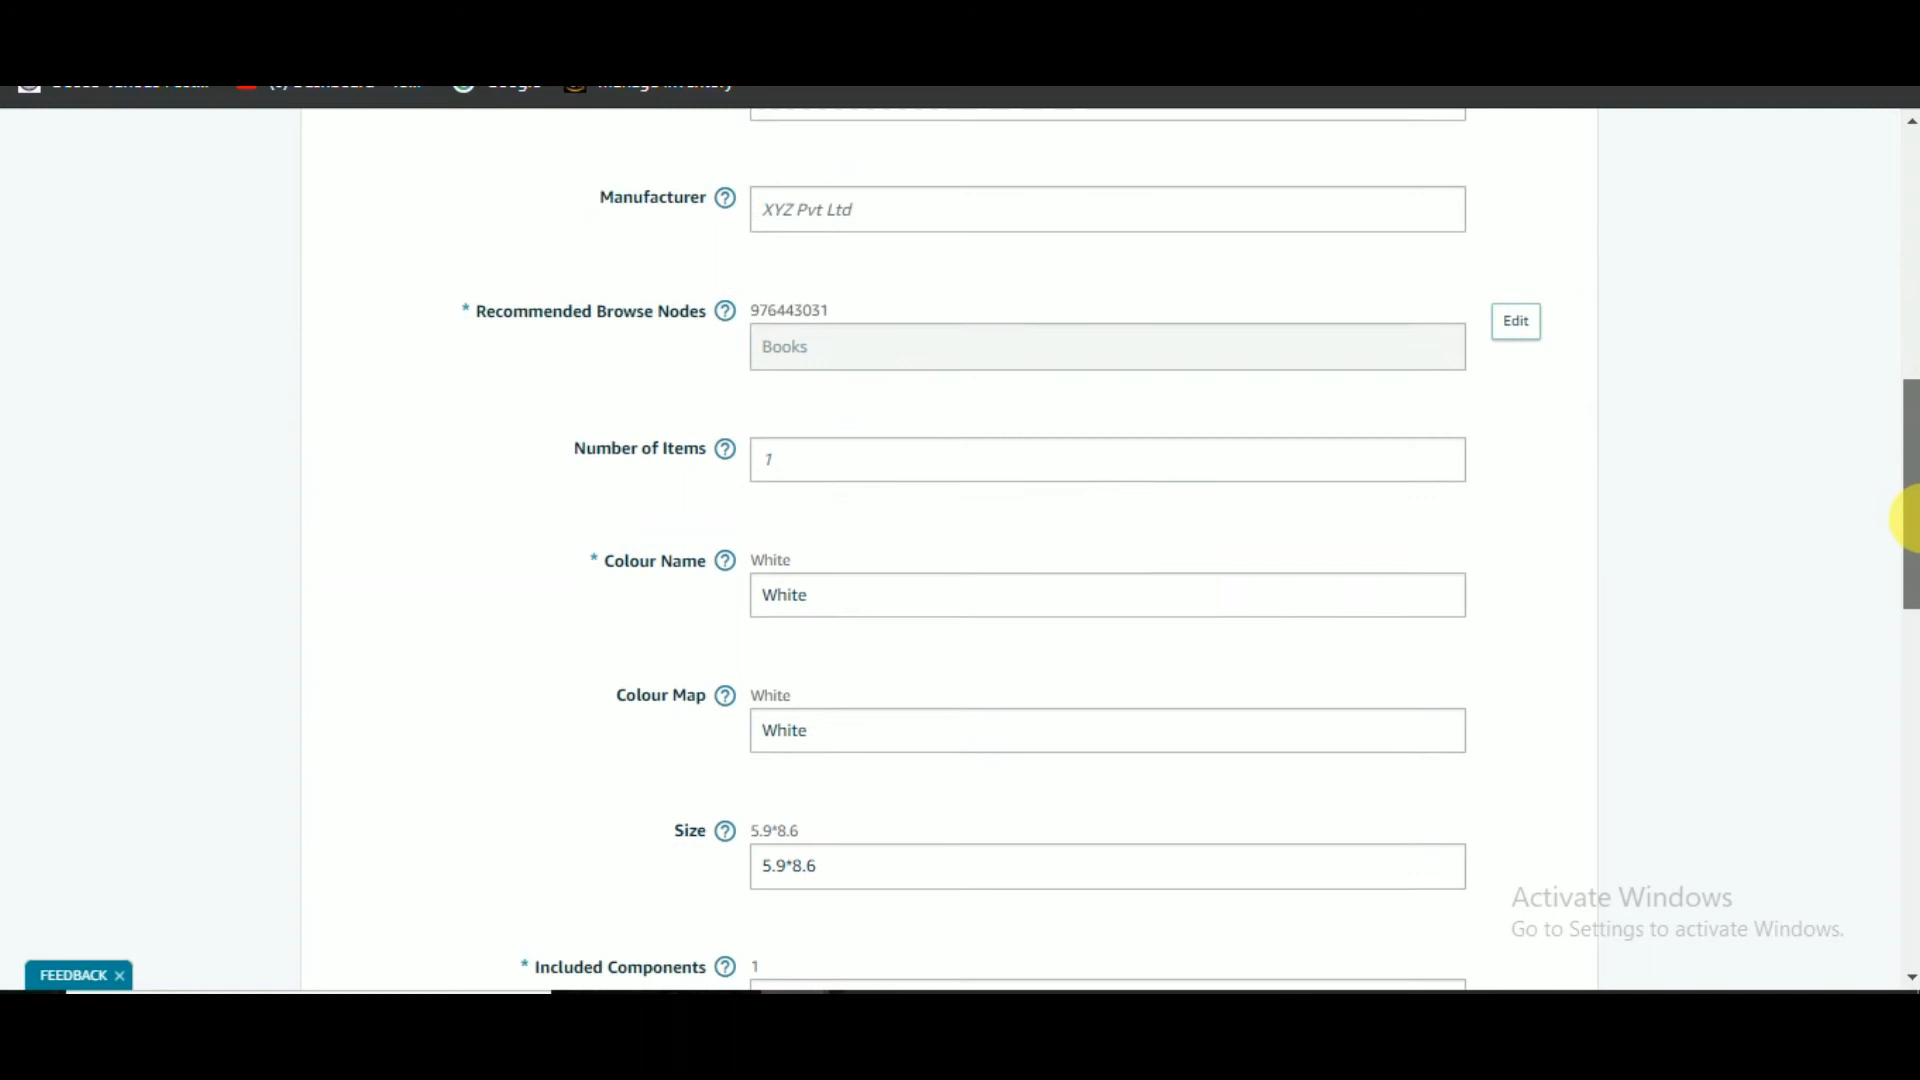 Manufacturer ?
XYZ Pvt Ltd
* Recommended Browse Nodes ? 976443031
Books
Edit
Number of Items ?
1
* Colour Name ? White
White
Colour Map ? White
White
Size ? 5.9*8.6
5.9*8.6
Activate Windows
Go to Settings to activate Windows.
* Included Components ? 1
FEEDBACK ×